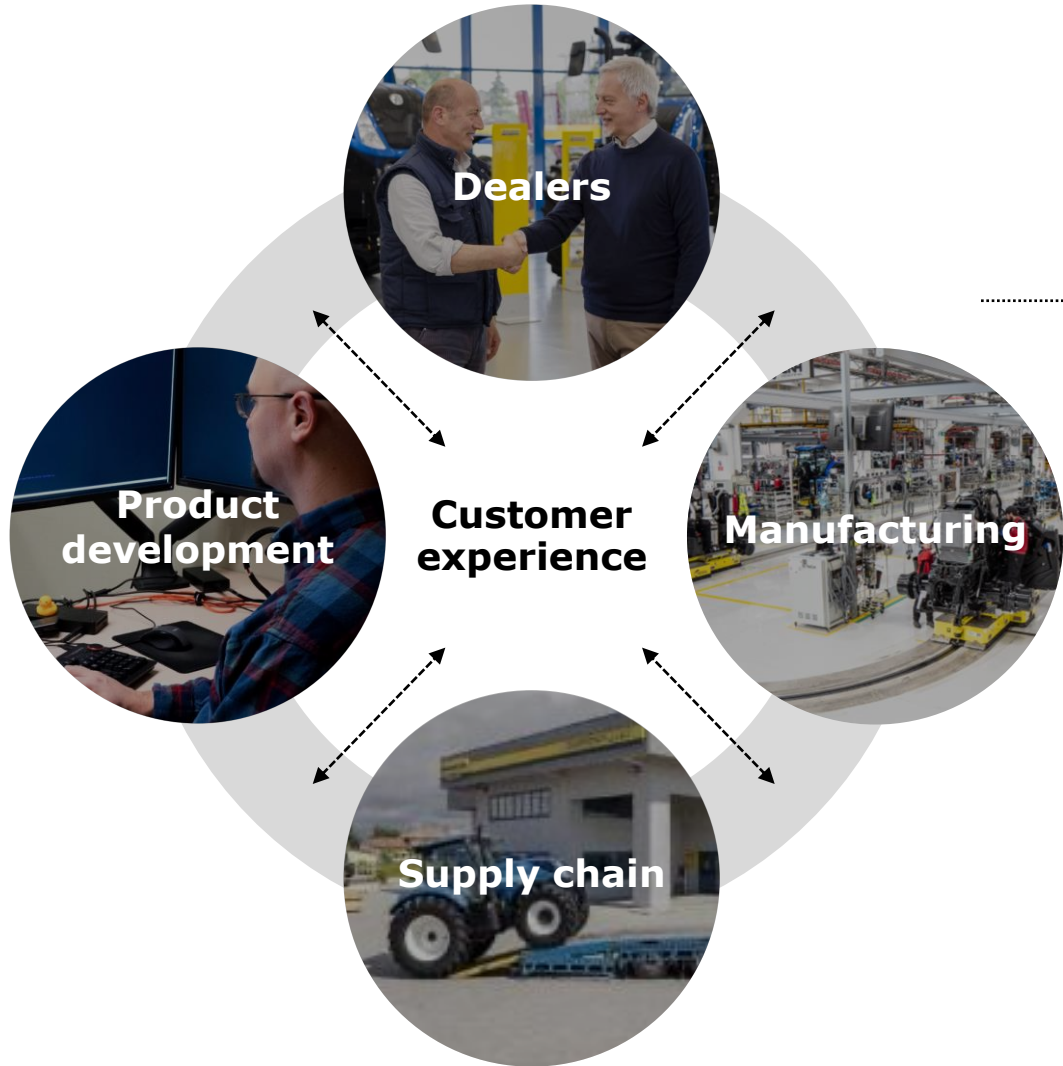 Dealers
Product
development
Customer
experience
Manufacturing
Supply chain